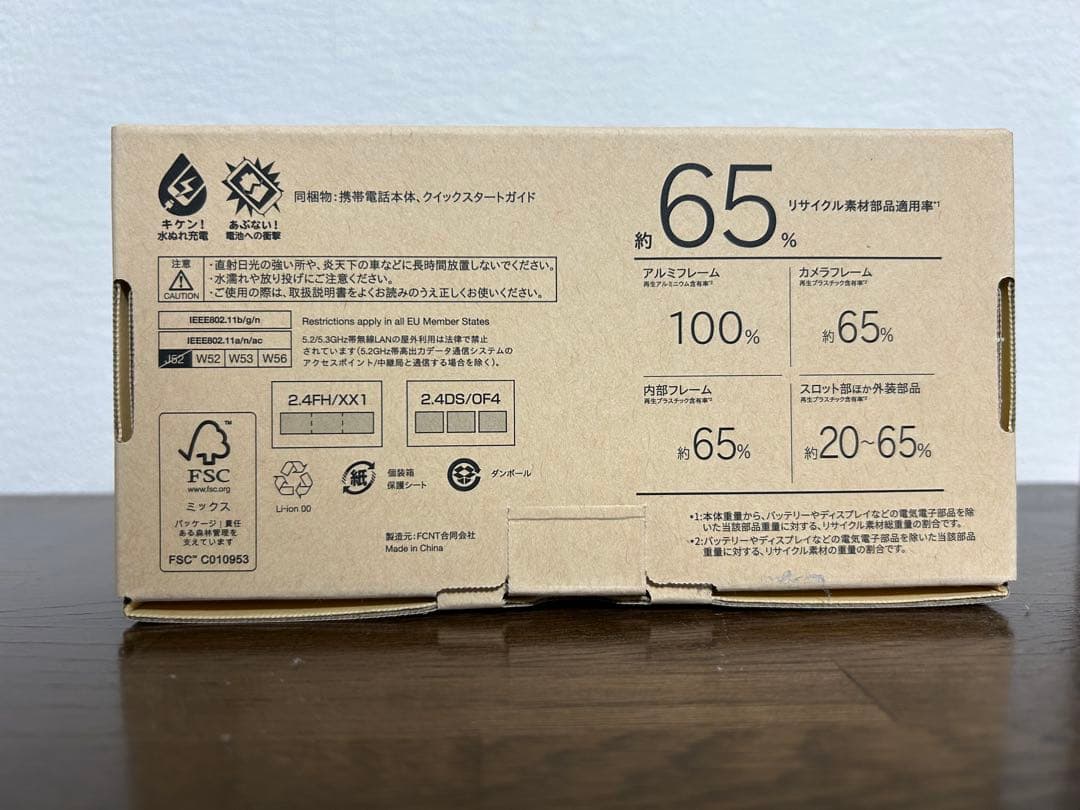 キケン!
水ぬれ充電
あぶない!
電池への衝撃
同梱物:携帯電話本体、クイックスタートガイド
注意
CAUTION
・直射日光の強い所や、炎天下の車などに長時間放置しないでください。
・水濡れや放り投げにご注意ください。
・ご使用の際は、取扱説明書をよくお読みのうえ正しくお使いください。
IEEE802.11b/g/n
IEEE802.11a/n/ac
J52 W52 W53 W56
Restrictions apply in all EU Member States
5.2/5.3GHz帯無線LANの屋外利用は法律で禁止
されています(5.2GHz帯高出力データ通信システムの
アクセスポイント/中継局と通信する場合を除く)。
2.4FH/XX1
2.4DS/OF4
FSC™
www.fsc.org
ミックス
パッケージ|責任
ある森林管理を
支えています
FSC™ C010953
Li-ion 00
紙
個装箱
保護シート
ダンボール
製造元:FCNT合同会社
Made in China
約65% リサイクル素材部品適用率*1
アルミフレーム
再生アルミニウム含有率*2
100%
カメラフレーム
再生プラスチック含有率*2
約65%
内部フレーム
再生プラスチック含有率*2
約65%
スロット部ほか外装部品
再生プラスチック含有率*2
約20~65%
*1:本体重量から、バッテリーやディスプレイなどの電気電子部品を除
いた当該部品重量に対する、リサイクル素材総重量の割合です。
*2:バッテリーやディスプレイなどの電気電子部品を除いた当該部品
重量に対する、リサイクル素材の重量の割合です。